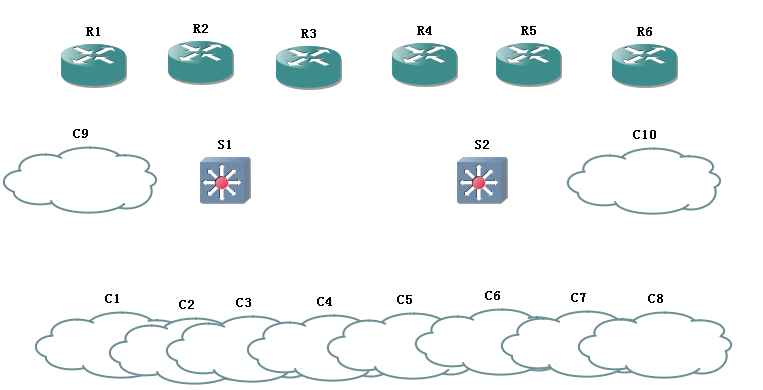 R1 R2 R3 R4 R5 R6
C9 S1 S2 C10
C1 C2 C3 C4 C5 C6 C7 C8